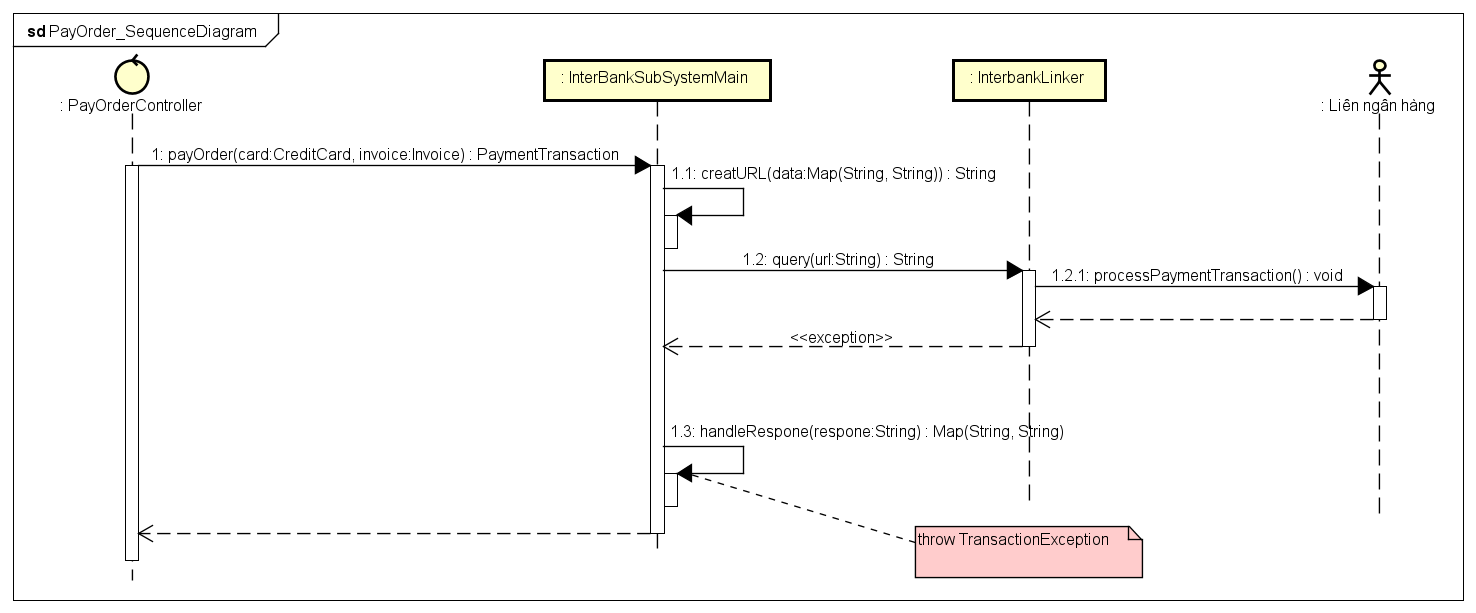 sd PayOrder_SequenceDiagram
: PayOrderController
: InterBankSubSystemMain
: InterbankLinker
: Liên ngân hàng
1: payOrder(card:CreditCard, invoice:Invoice) : PaymentTransaction
1.1: creatURL(data:Map(String, String)) : String
1.2: query(url:String) : String
1.2.1: processPaymentTransaction() : void
<<exception>>
1.3: handleRespone(respone:String) : Map(String, String)
throw TransactionException